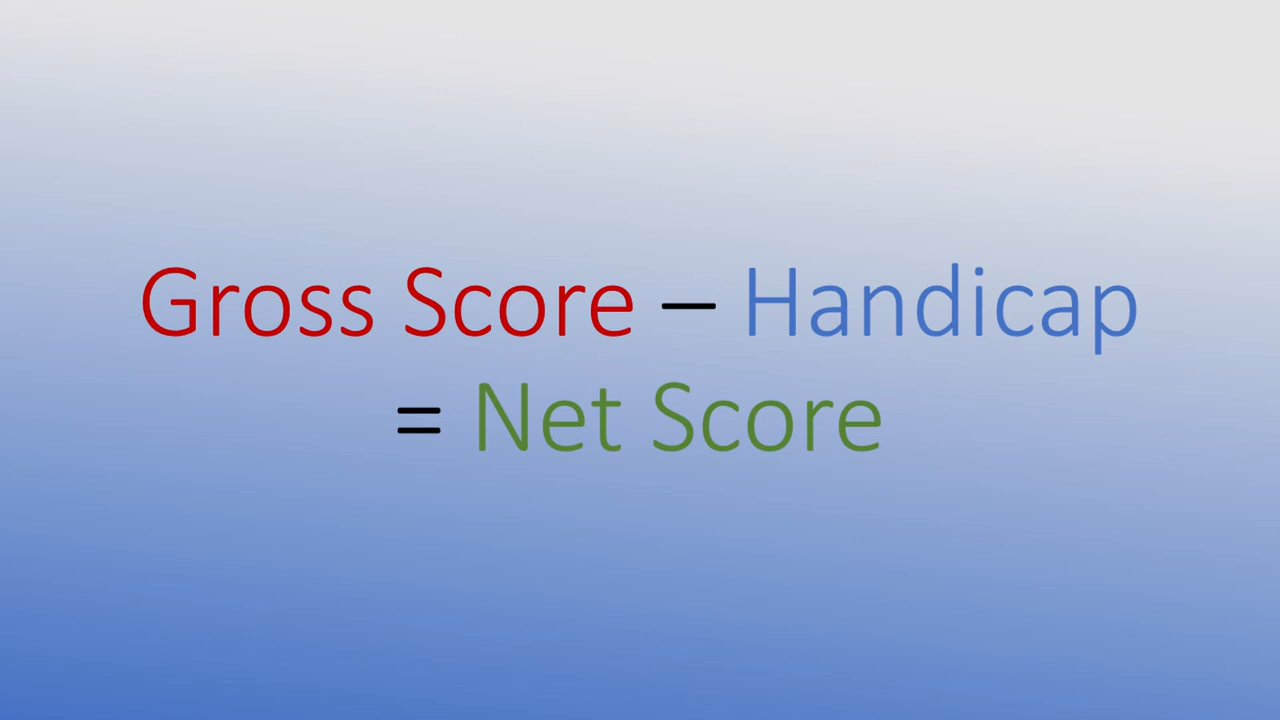 Gross Score – Handicap
= Net Score